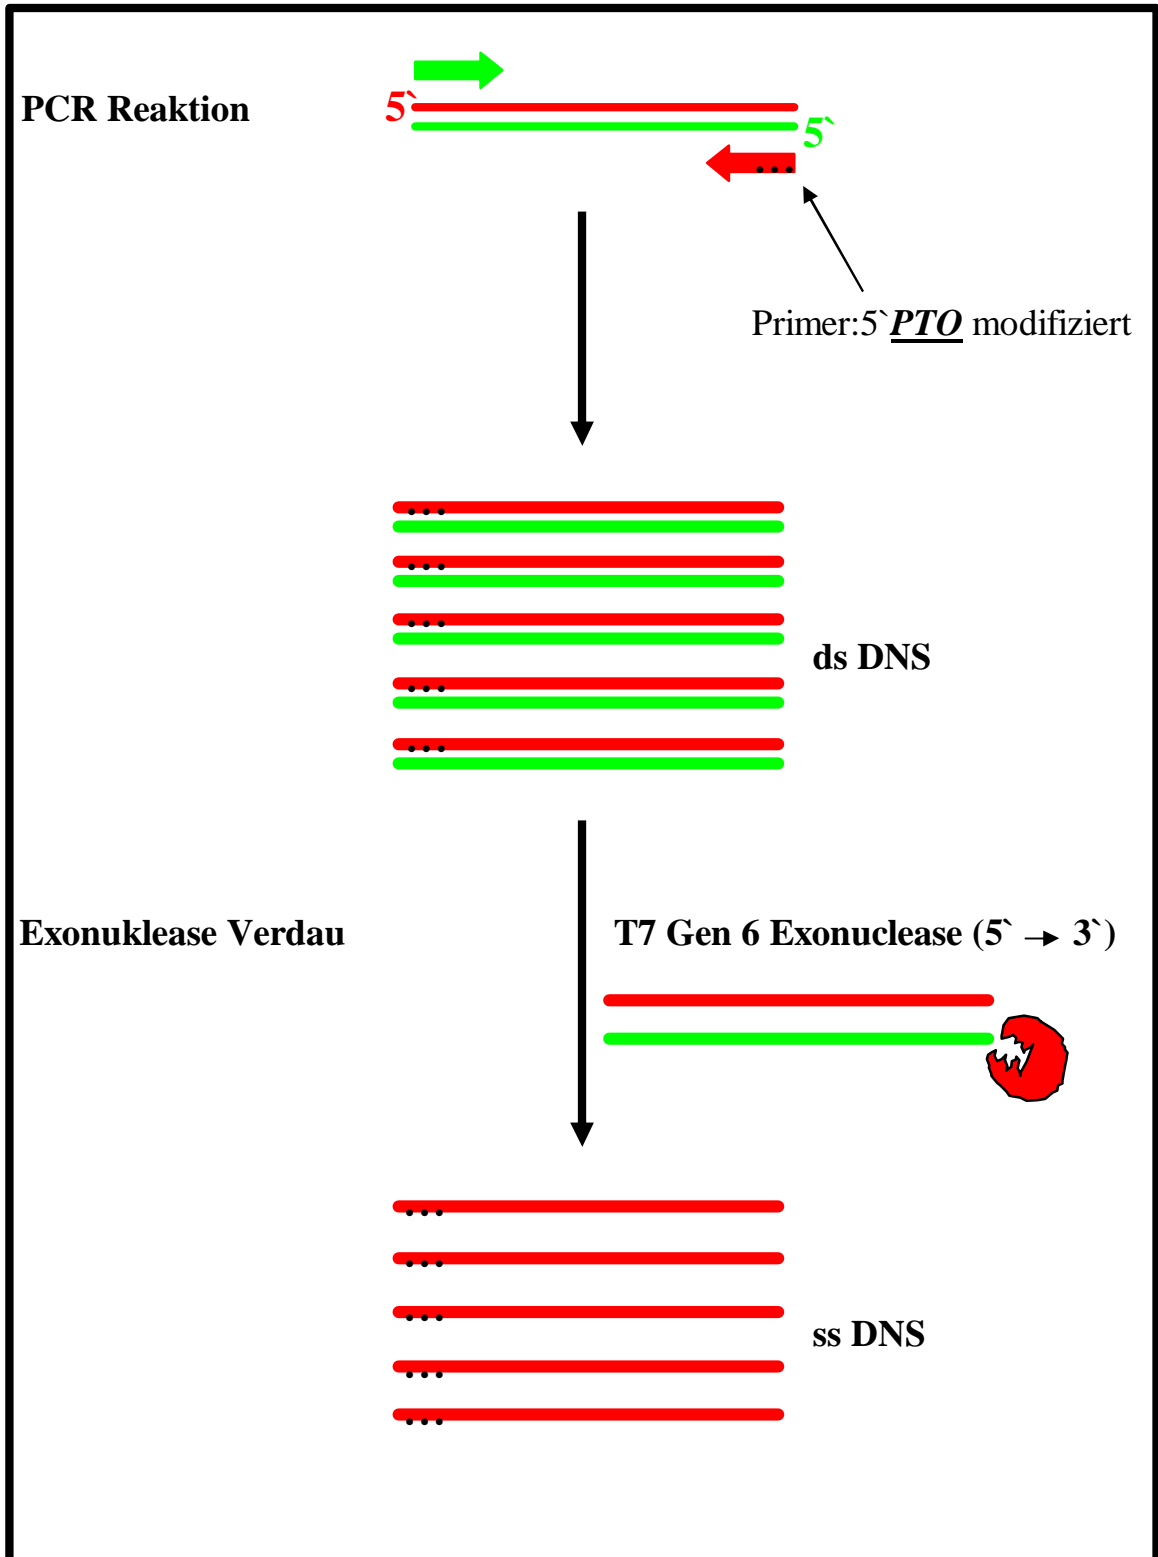 PCR Reaktion
5`
5`
Primer:5`PTO modifiziert
ds DNS
Exonuklease Verdau
T7 Gen 6 Exonuclease (5` → 3`)
ss DNS